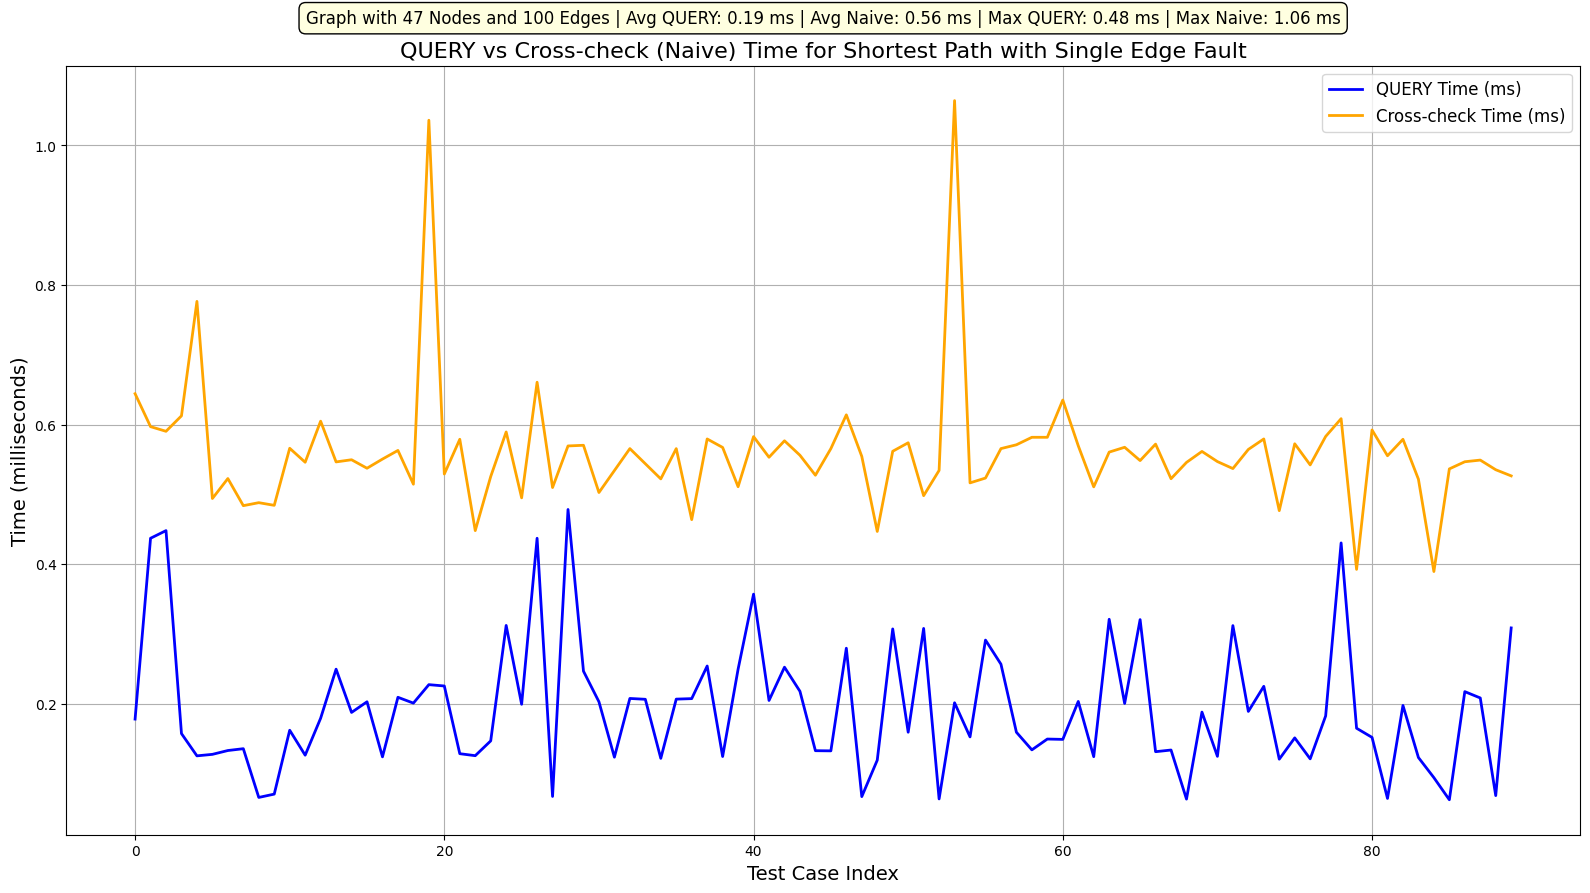 Graph with 47 Nodes and 100 Edges | Avg QUERY: 0.19 ms | Avg Naive: 0.56 ms | Max QUERY: 0.48 ms | Max Naive: 1.06 ms
QUERY vs Cross-check (Naive) Time for Shortest Path with Single Edge Fault
QUERY Time (ms)
Cross-check Time (ms)
Time (milliseconds)
1.0
0.8
0.6
0.4
0.2
0 20 40 60 80
Test Case Index